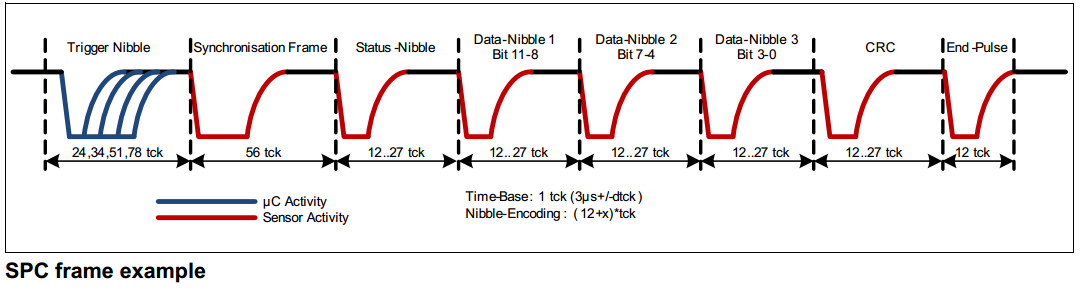 Trigger Nibble
Synchronisation Frame
Status -Nibble
Data-Nibble 1
Bit 11-8
Data-Nibble 2
Bit 7-4
Data-Nibble 3
Bit 3-0
CRC
End -Pulse
24,34,51,78 tck
56 tck
12..27 tck
12..27 tck
12..27 tck
12..27 tck
12..27 tck
12 tck
µC Activity
Sensor Activity
Time-Base: 1 tck (3µs+/-dtck)
Nibble-Encoding : (12+x)*tck
SPC frame example